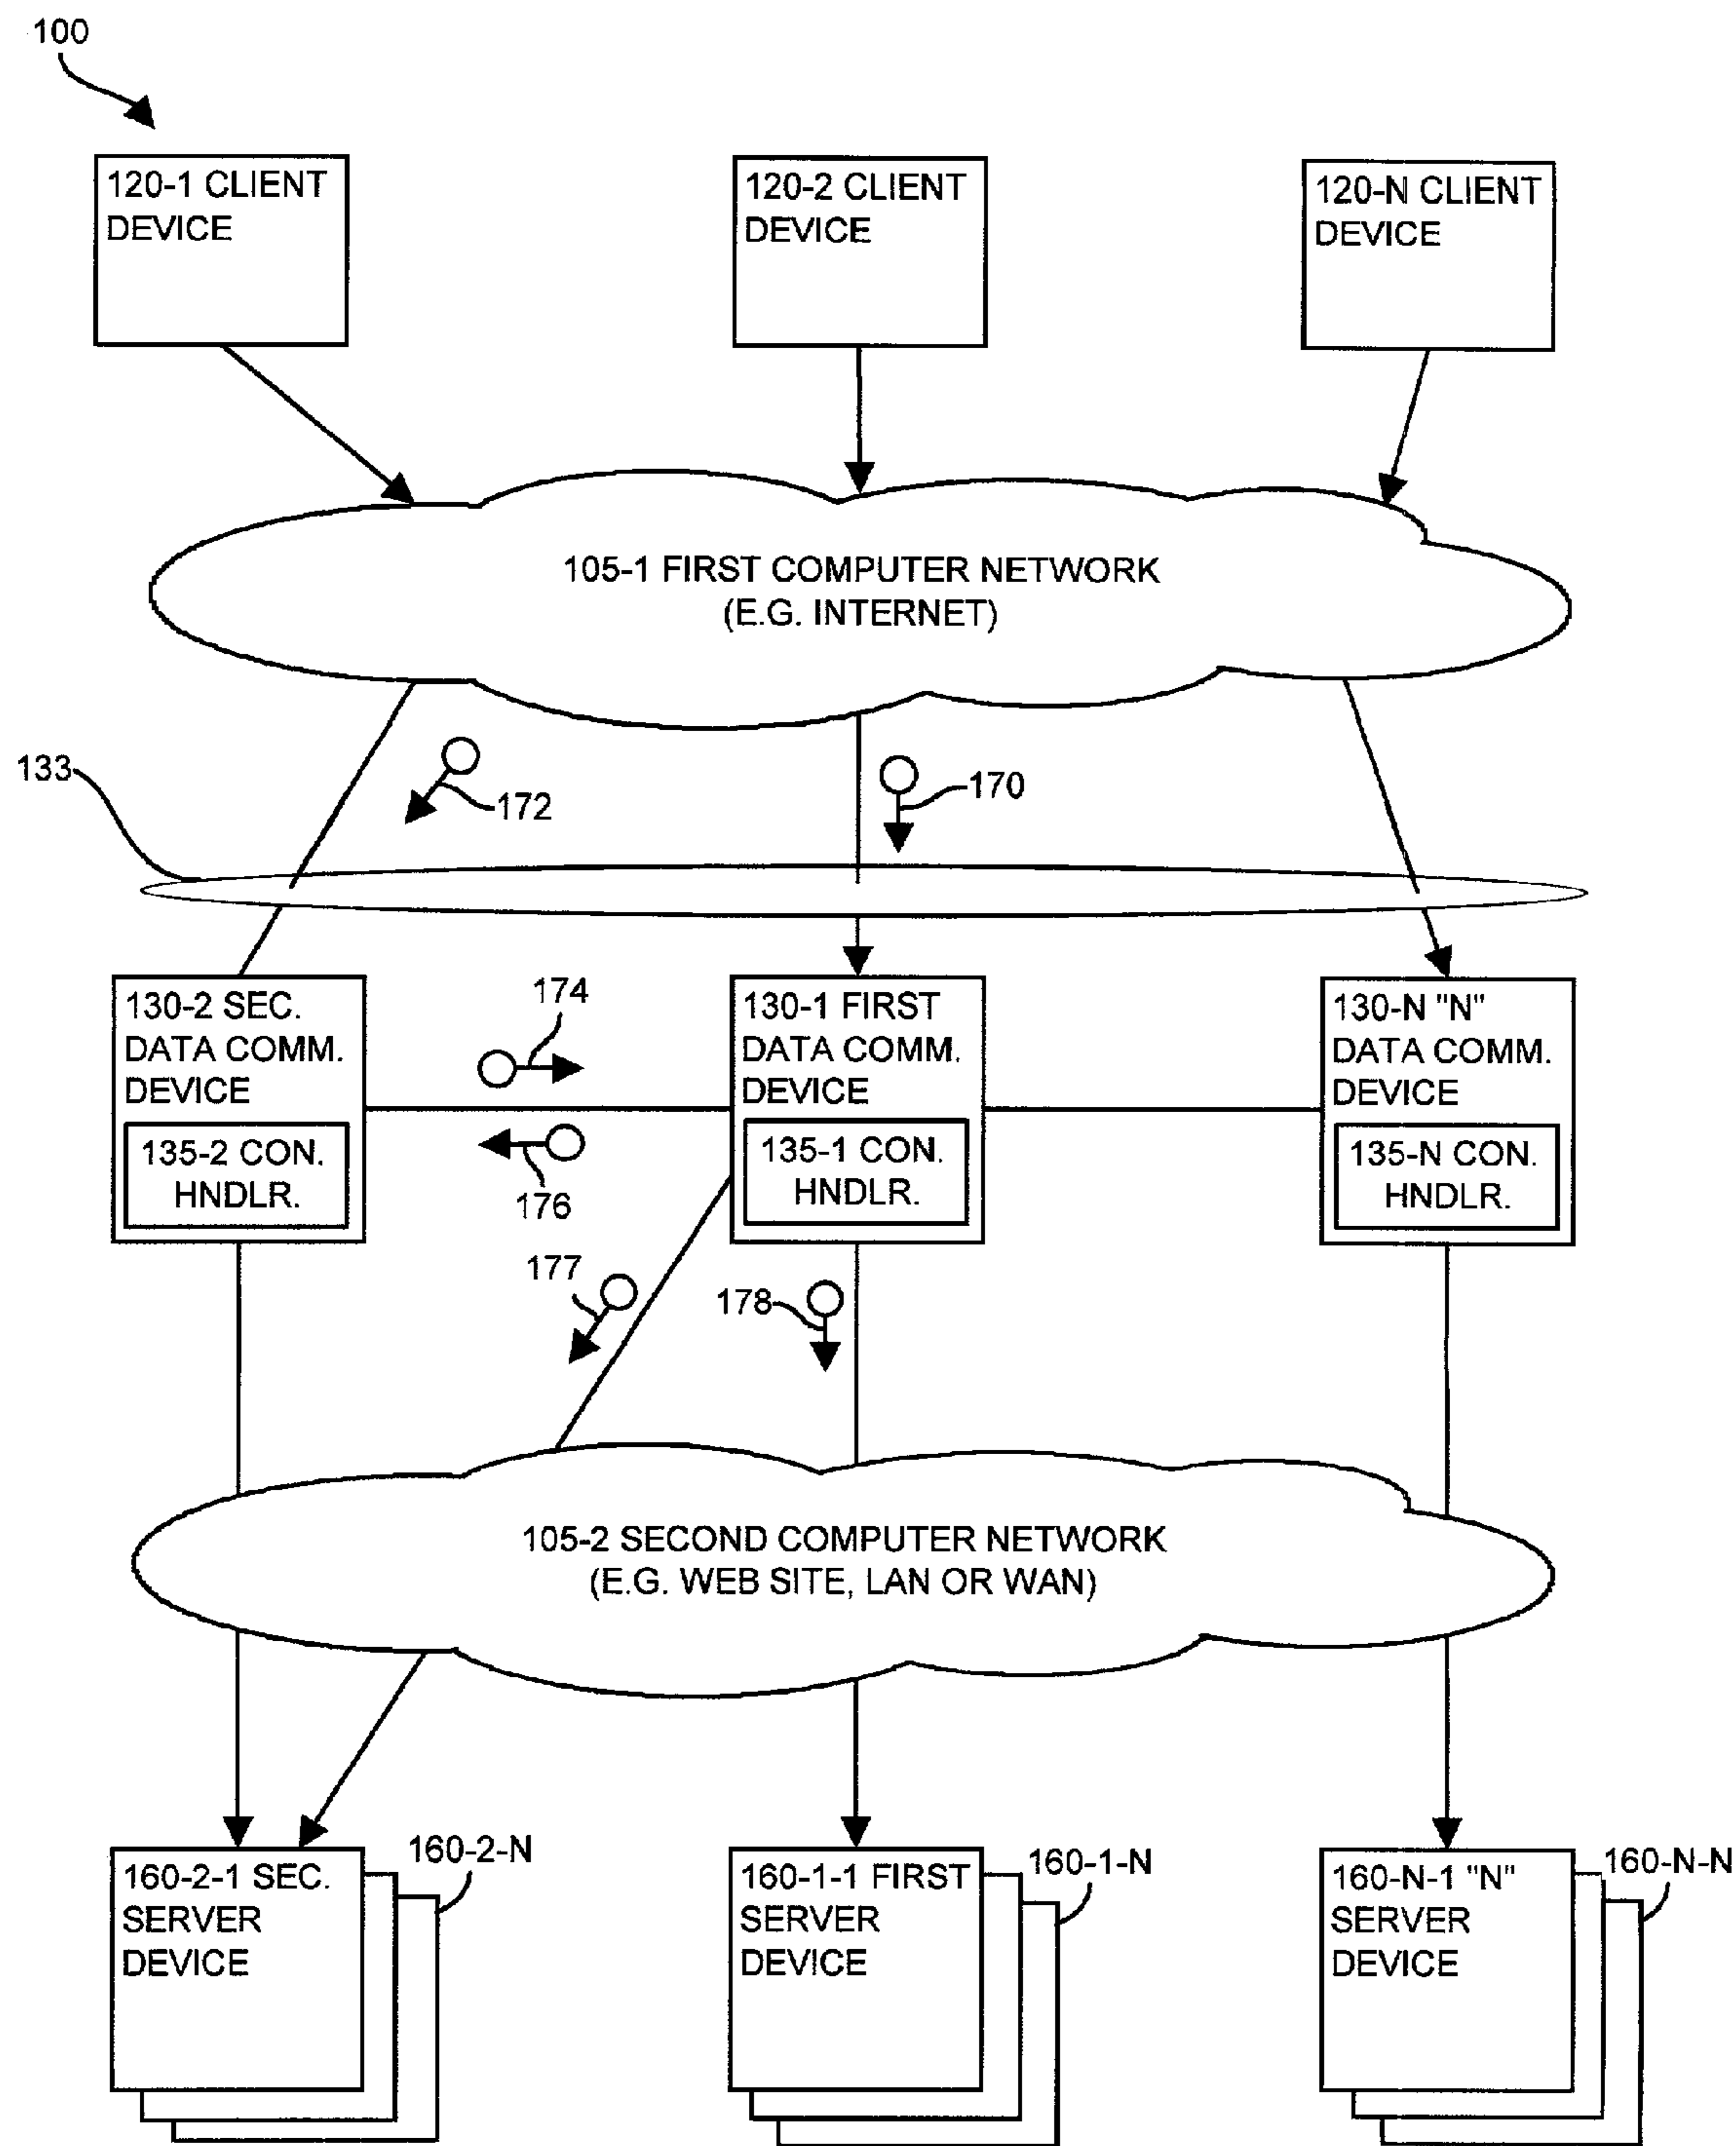 100
120-1 CLIENT
DEVICE
120-2 CLIENT
DEVICE
120-N CLIENT
DEVICE
105-1 FIRST COMPUTER NETWORK
(E.G. INTERNET)
133
172
170
130-2 SEC.
DATA COMM.
DEVICE
135-2 CON.
HNDLR.
174
176
130-1 FIRST
DATA COMM.
DEVICE
135-1 CON.
HNDLR.
130-N "N"
DATA COMM.
DEVICE
135-N CON.
HNDLR.
177
178
105-2 SECOND COMPUTER NETWORK
(E.G. WEB SITE, LAN OR WAN)
160-2-1 SEC.
SERVER
DEVICE
160-2-N
160-1-1 FIRST
SERVER
DEVICE
160-1-N
160-N-1 "N"
SERVER
DEVICE
160-N-N